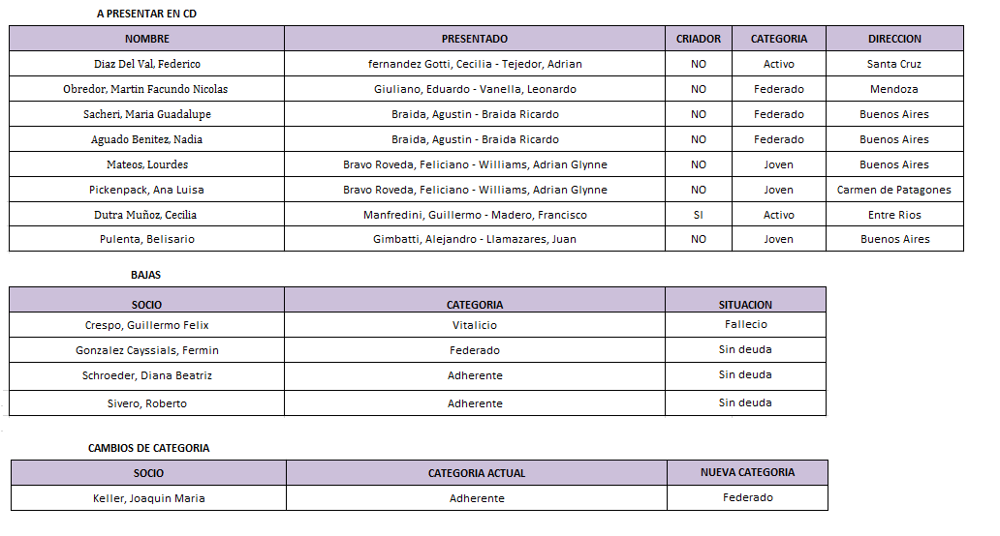 A PRESENTAR EN CD
NOMBRE PRESENTADO CRIADOR CATEGORIA DIRECCION
Diaz Del Val, Federico fernandez Gotti, Cecilia - Tejedor, Adrian NO Activo Santa Cruz
Obredor, Martin Facundo Nicolas Giuliano, Eduardo - Vanella, Leonardo NO Federado Mendoza
Sacheri, Maria Guadalupe Braida, Agustin - Braida Ricardo NO Federado Buenos Aires
Aguado Benitez, Nadia Braida, Agustin - Braida Ricardo NO Federado Buenos Aires
Mateos, Lourdes Bravo Roveda, Feliciano - Williams, Adrian Glynne NO Joven Buenos Aires
Pickenpack, Ana Luisa Bravo Roveda, Feliciano - Williams, Adrian Glynne NO Joven Carmen de Patagones
Dutra Muñoz, Cecilia Manfredini, Guillermo - Madero, Francisco SI Activo Entre Rios
Pulenta, Belisario Gimbatti, Alejandro - Llamazares, Juan NO Joven Buenos Aires
BAJAS
SOCIO CATEGORIA SITUACION
Crespo, Guillermo Felix Vitalicio Fallecio
Gonzalez Cayssials, Fermin Federado Sin deuda
Schroeder, Diana Beatriz Adherente Sin deuda
Sivero, Roberto Adherente Sin deuda
CAMBIOS DE CATEGORIA
SOCIO CATEGORIA ACTUAL NUEVA CATEGORIA
Keller, Joaquin Maria Adherente Federado